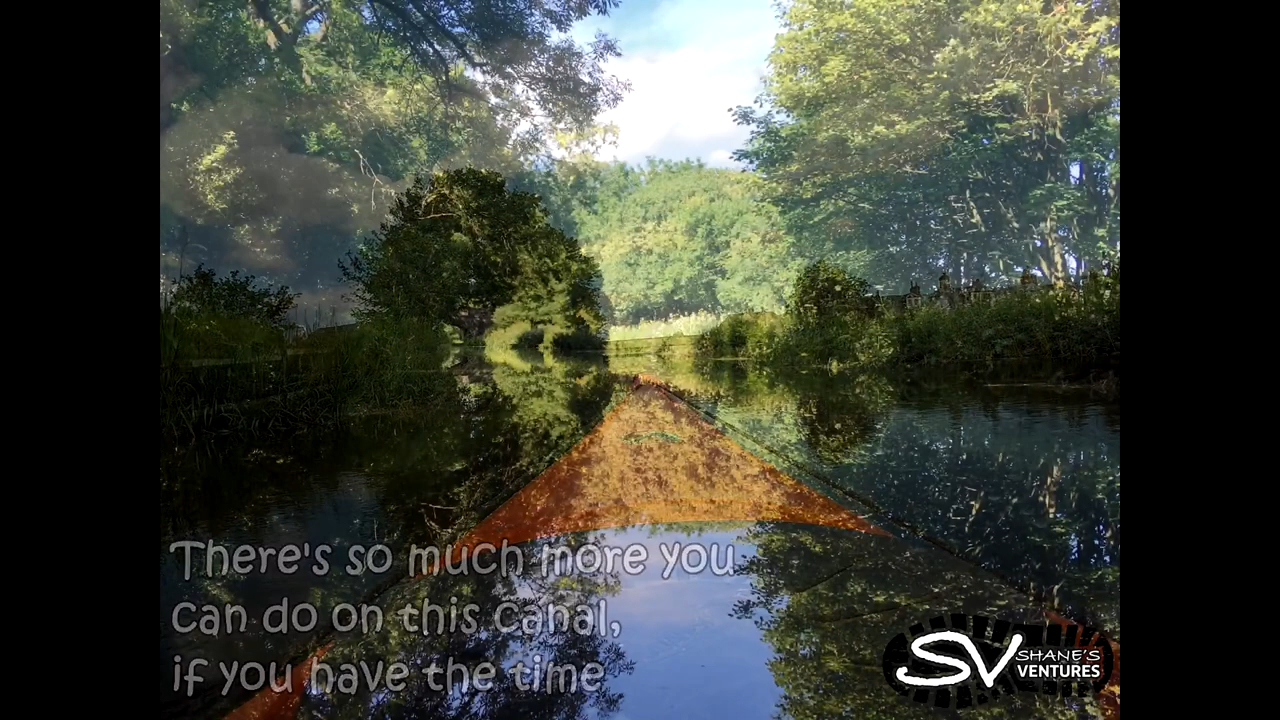 There's so much more you
can do on this canal,
if you have the time
SV SHANE'S
VENTURES